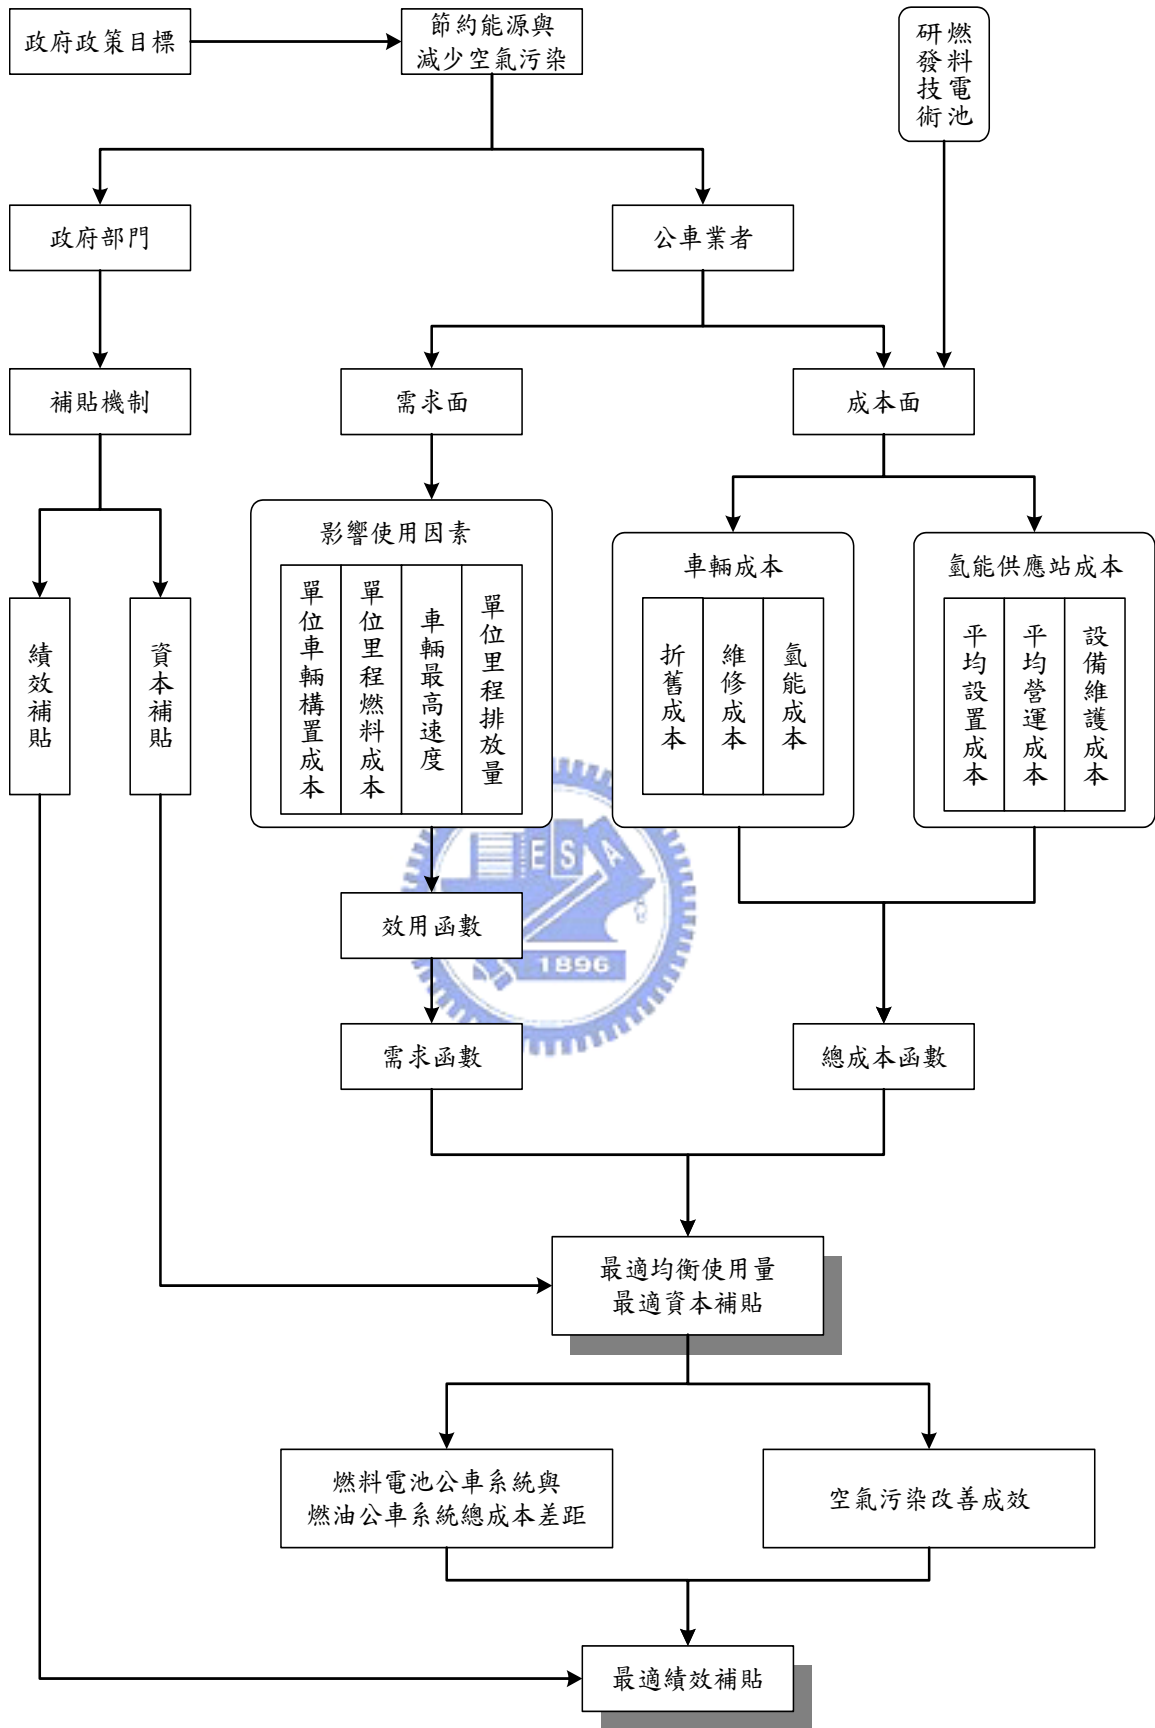 政府政策目標
節約能源與
減少空氣污染
燃料電池
研發技術
政府部門
公車業者
補貼機制
需求面
成本面
影響使用因素
單位車輛構置成本
單位里程燃料成本
車輛最高速度
單位里程排放量
車輛成本
折舊成本
維修成本
氫能成本
氫能供應站成本
平均設置成本
平均營運成本
設備維護成本
績效補貼
資本補貼
ESA
1896
效用函數
需求函數
總成本函數
最適均衡使用量
最適資本補貼
燃料電池公車系統與
燃油公車系統總成本差距
空氣污染改善成效
最適績效補貼